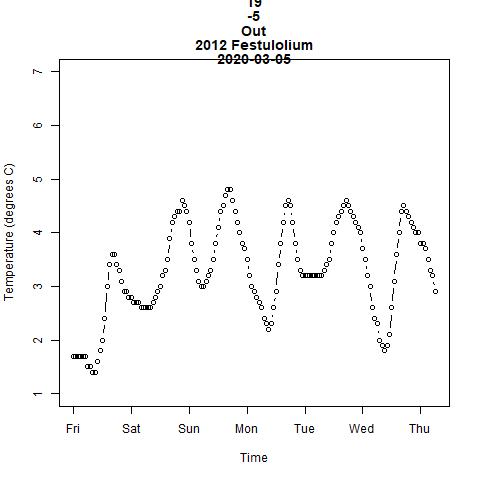 19
-5
Out
2012 Festulolium
2020-03-05
Temperature (degrees C)
7
6
5
4
3
2
1
Fri Sat Sun Mon Tue Wed Thu
Time